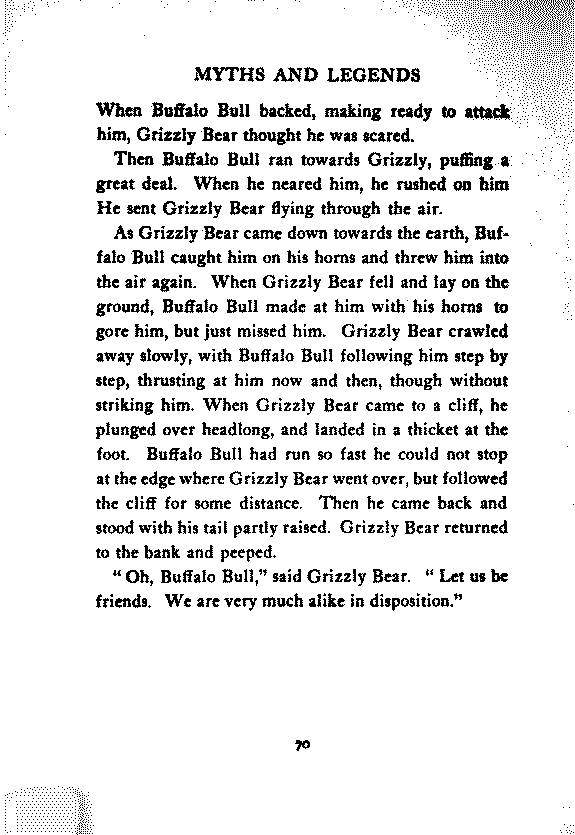 MYTHS AND LEGENDS
When Buffalo Bull backed, making ready to attack
him, Grizzly Bear thought he was scared.
Then Buffalo Bull ran towards Grizzly, puffing a
great deal. When he neared him, he rushed on him
He sent Grizzly Bear flying through the air.
As Grizzly Bear came down towards the earth, Buf-
falo Bull caught him on his horns and threw him into
the air again. When Grizzly Bear fell and lay on the
ground, Buffalo Bull made at him with his horns to
gore him, but just missed him. Grizzly Bear crawled
away slowly, with Buffalo Bull following him step by
step, thrusting at him now and then, though without
striking him. When Grizzly Bear came to a cliff, he
plunged over headlong, and landed in a thicket at the
foot. Buffalo Bull had run so fast he could not stop
at the edge where Grizzly Bear went over, but followed
the cliff for some distance. Then he came back and
stood with his tail partly raised. Grizzly Bear returned
to the bank and peeped.
“Oh, Buffalo Bull,” said Grizzly Bear. “Let us be
friends. We are very much alike in disposition.”
70